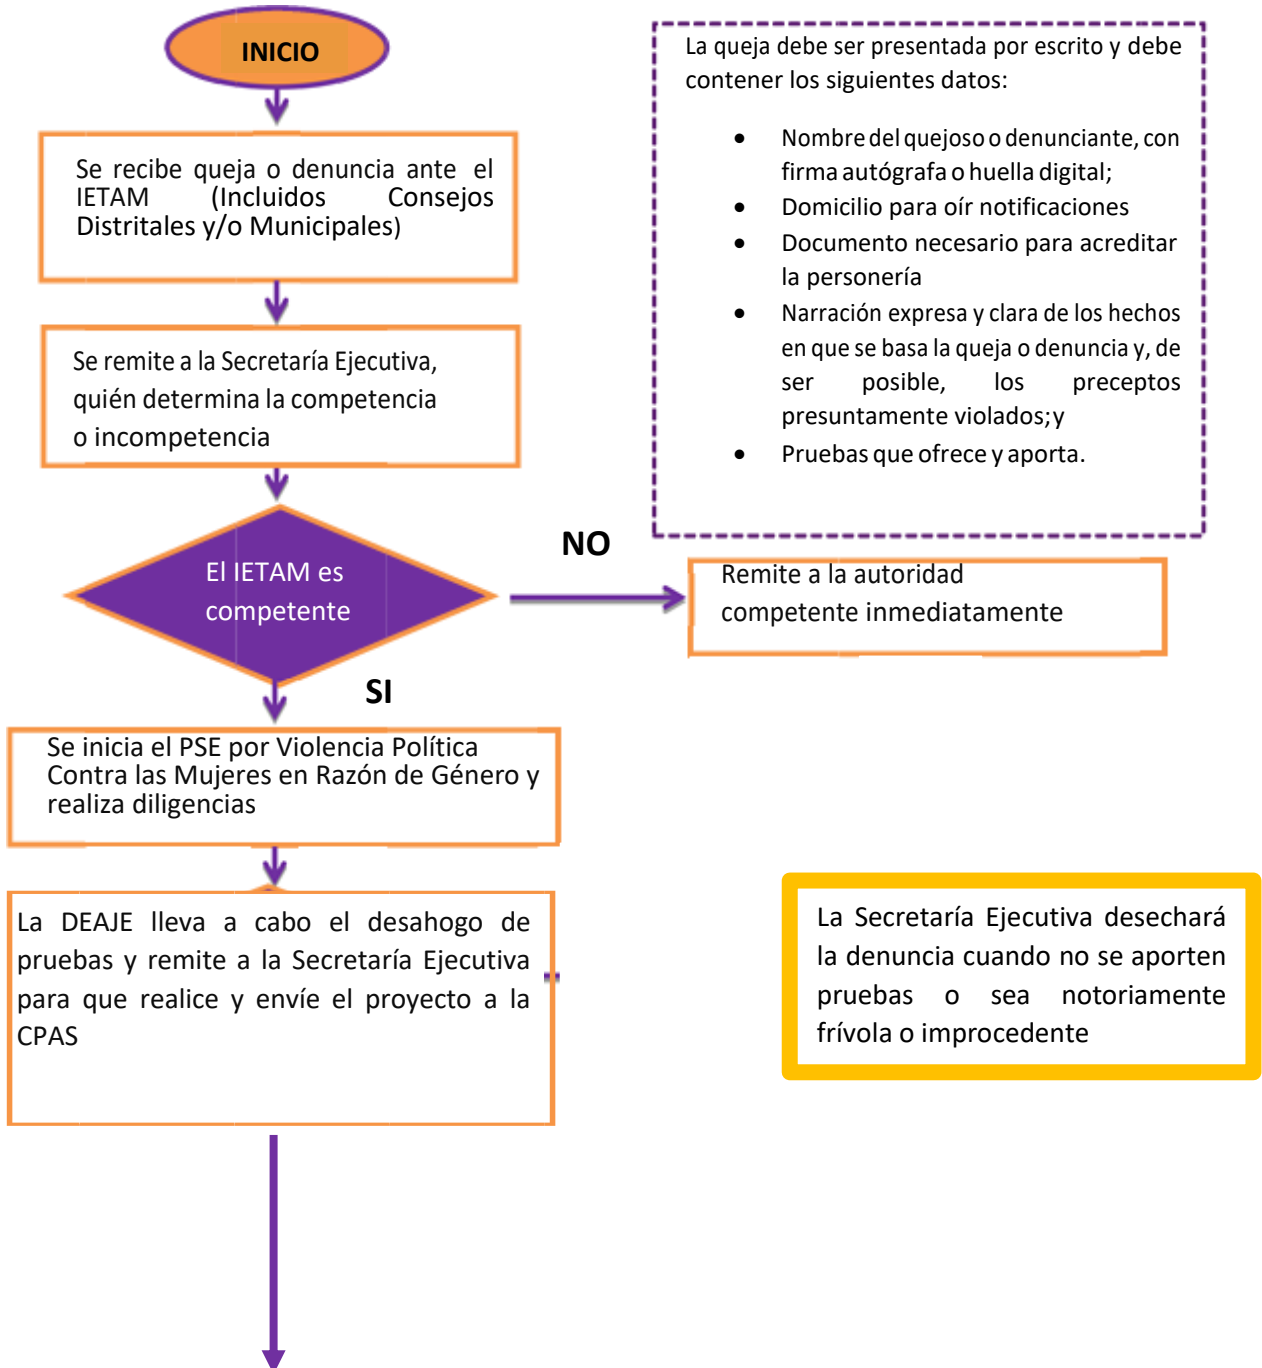 INICIO
Se recibe queja o denuncia ante el
IETAM (Incluidos Consejos
Distritales y/o Municipales)
Se remite a la Secretaría Ejecutiva,
quién determina la competencia
o incompetencia
El IETAM es
competente
NO
Remite a la autoridad
competente inmediatamente
SI
Se inicia el PSE por Violencia Política
Contra las Mujeres en Razón de Género y
realiza diligencias
La DEAJE lleva a cabo el desahogo de
pruebas y remite a la Secretaría Ejecutiva
para que realice y envíe el proyecto a la
CPAS
La queja debe ser presentada por escrito y debe
contener los siguientes datos:
• Nombre del quejoso o denunciante, con
firma autógrafa o huella digital;
• Domicilio para oír notificaciones
• Documento necesario para acreditar
la personería
• Narración expresa y clara de los hechos
en que se basa la queja o denuncia y, de
ser posible, los preceptos
presuntamente violados; y
• Pruebas que ofrece y aporta.
La Secretaría Ejecutiva desechará
la denuncia cuando no se aporten
pruebas o sea notoriamente
frívola o improcedente